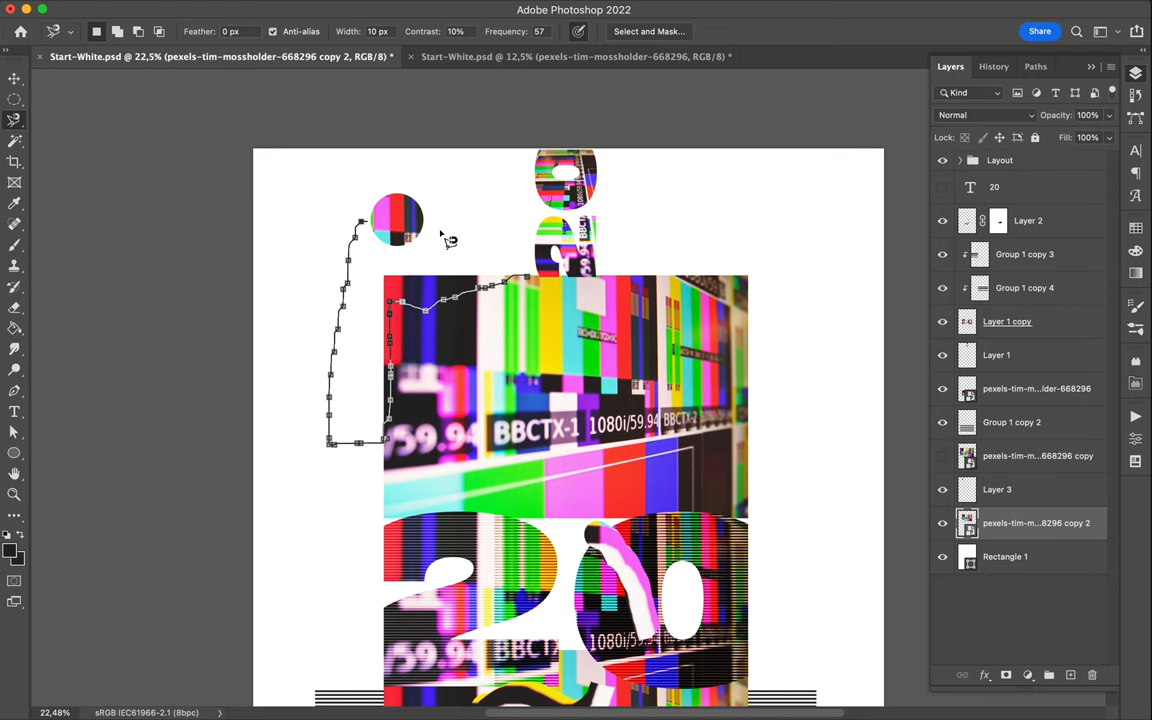 Adobe Photoshop 2022
Feather: 0 px Anti-alias Width: 10 px Contrast: 10% Frequency: 57 Select and Mask... Share
Start-White.psd @ 22,5% (pexels-tim-mossholder-668296 copy 2, RGB/8) * Start-White.psd @ 12,5% (pexels-tim-mossholder-668296, RGB/8) *
Layers History Paths
Kind
Normal Opacity: 100%
Lock: Fill: 100%
Layout
20
Layer 2
Group 1 copy 3
Group 1 copy 4
Layer 1 copy
Layer 1
pexels-tim-m...lder-668296
Group 1 copy 2
pexels-tim-m...668296 copy
Layer 3
pexels-tim-m...8296 copy 2
Rectangle 1
/59.94 BBCTX-1 1080i/59.94 BBCTX-2
20
22,48% sRGB IEC61966-2.1 (8bpc)